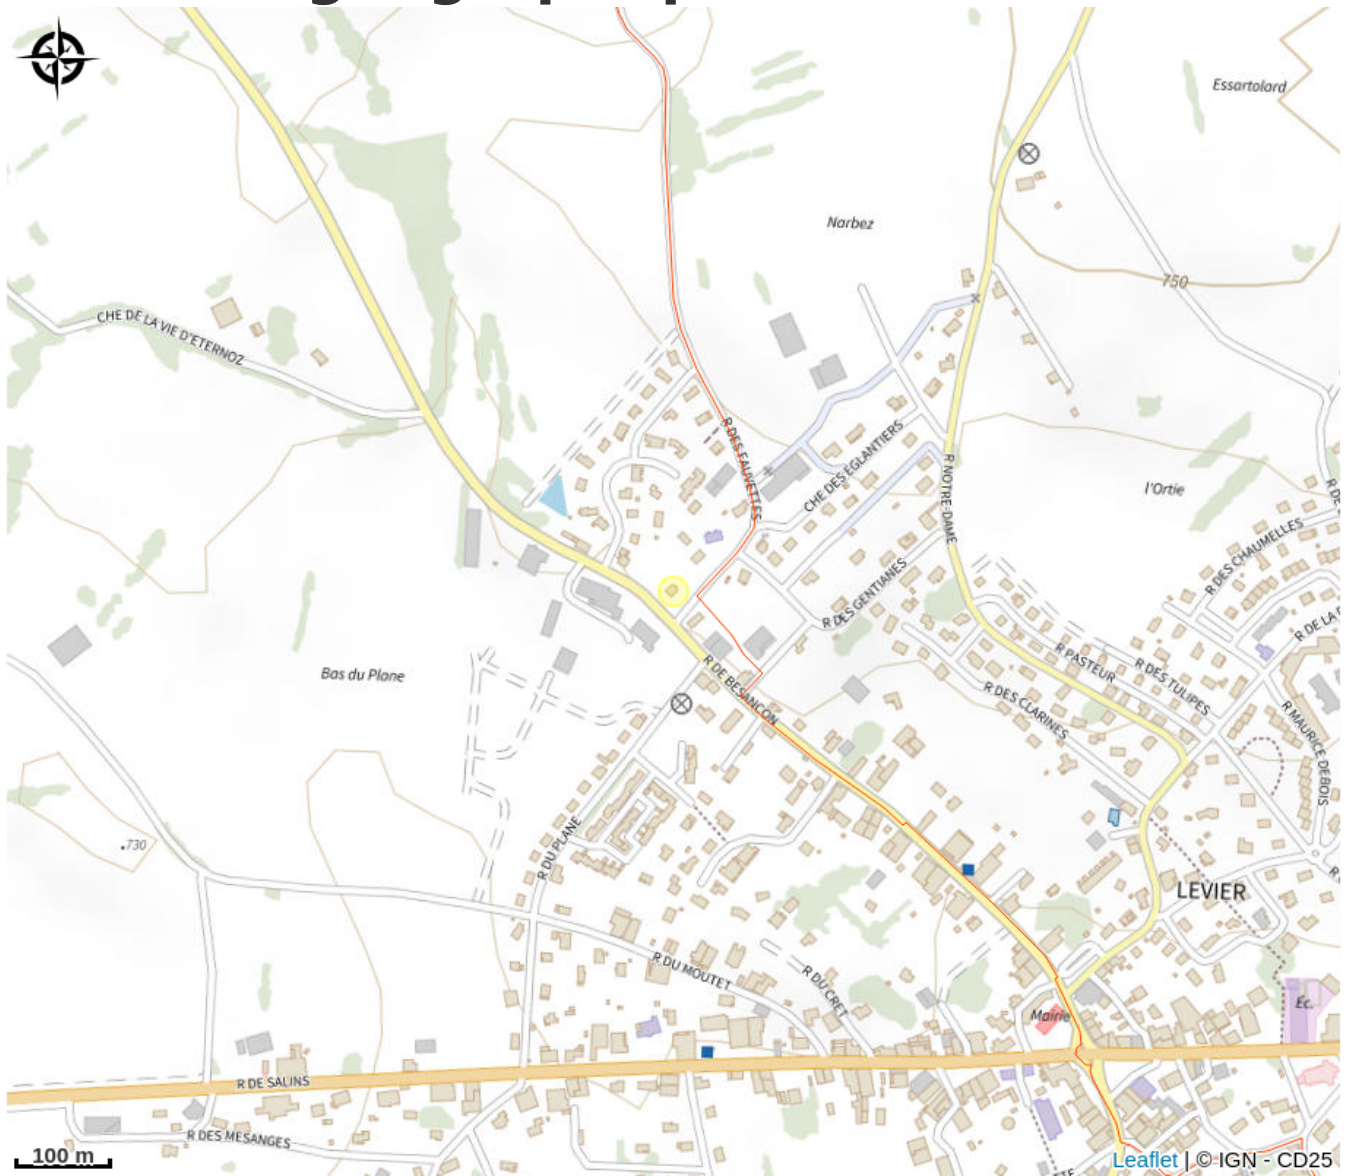 Essartolard
Narbez
750
CHE DE LA VIE D'ETERNOZ
R DES FAUVETTES
CHE DES EGLANTIERS
R NOTRE-DAME
l'Ortie
R DES CHAUMELLES
R DES GENTIANES
R DE LA
R PASTEUR
R DES TULIPES
Bas du Plane
R DE BESANCON
R DES CLARINES
R MAURICE DEBOIS
.730
R DU PLANE
LEVIER
R DU MOUTET
R DU CRET
Mairie
Éc.
R DE SALINS
R DES MESANGES
100 m
Leaflet | © IGN - CD25